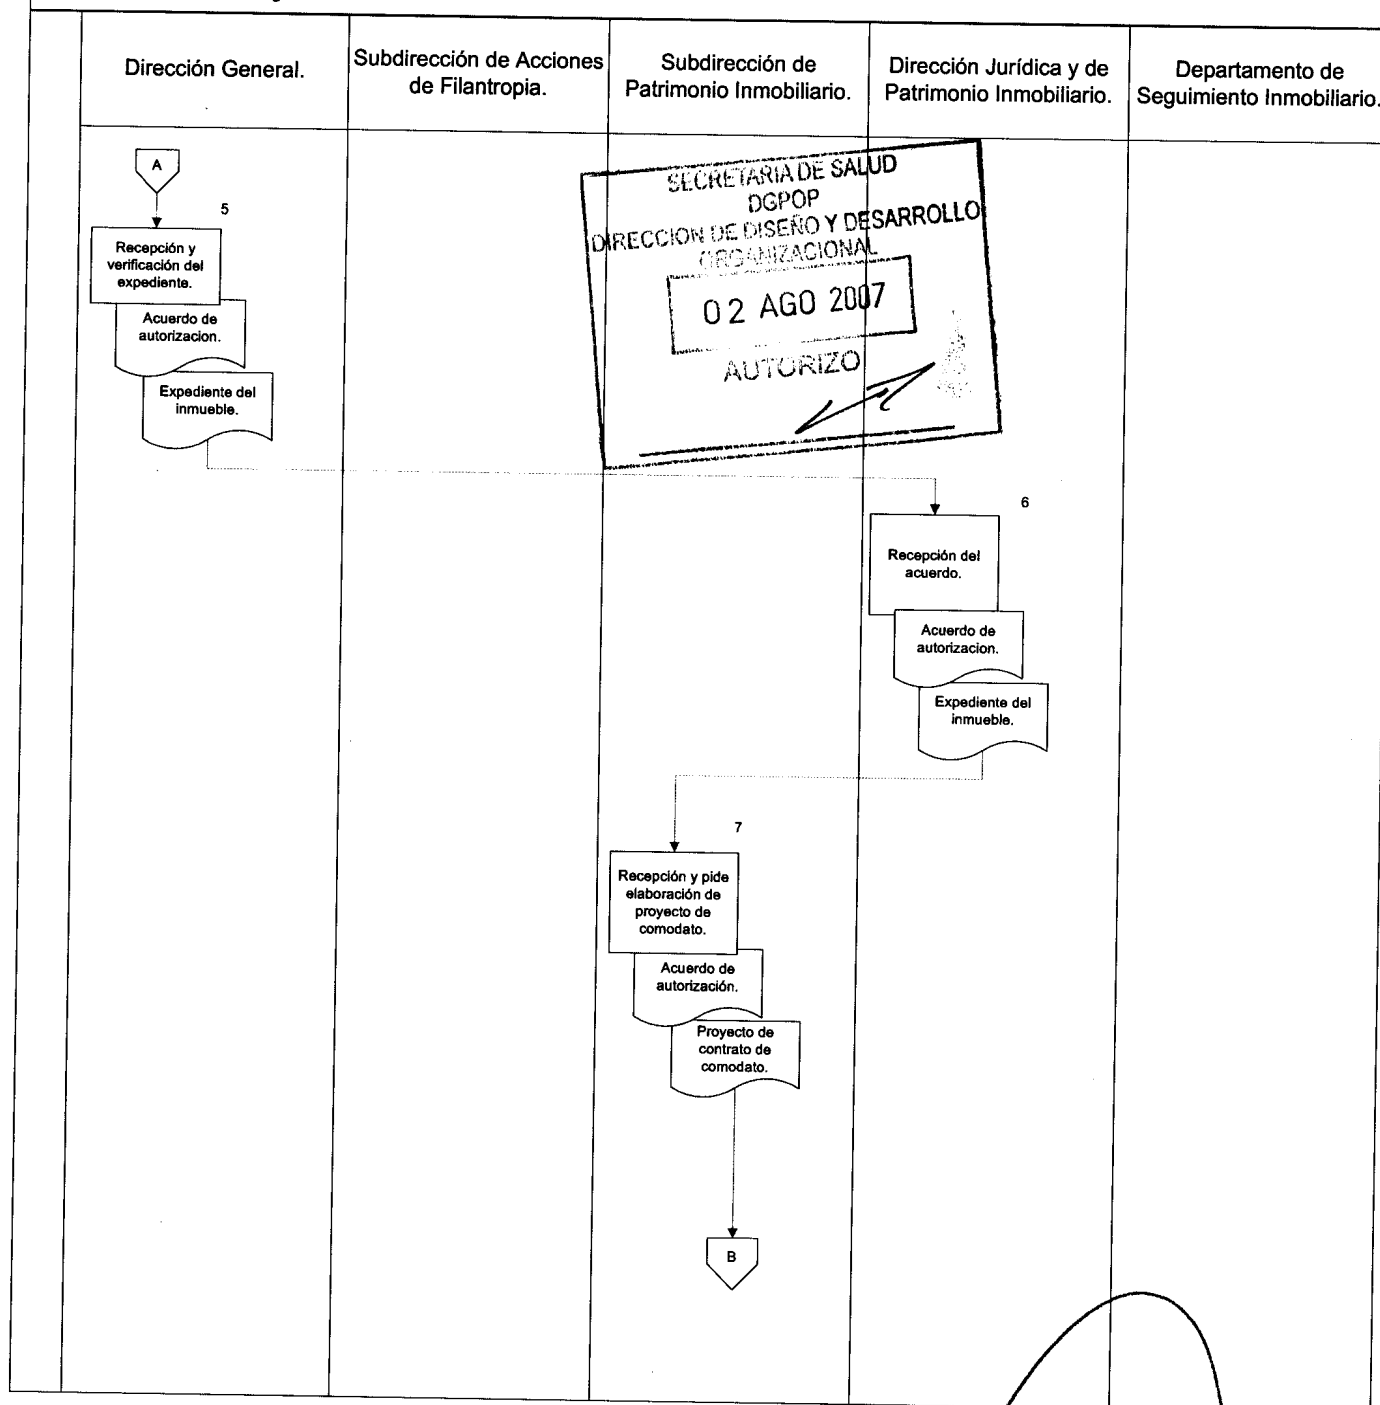 Dirección General.
Subdirección de Acciones
de Filantropia.
Subdirección de
Patrimonio Inmobiliario.
Dirección Jurídica y de
Patrimonio Inmobiliario.
Departamento de
Seguimiento Inmobiliario.
A
5
Recepción y
verificación del
expediente.
Acuerdo de
autorizacion.
Expediente del
inmueble.
SECRETARIA DE SALUD
DGPOP
DIRECCION DE DISEÑO Y DESARROLLO
ORGANIZACIONAL
02 AGO 2007
AUTORIZO
6
Recepción del
acuerdo.
Acuerdo de
autorizacion.
Expediente del
inmueble.
7
Recepción y pide
elaboración de
proyecto de
comodato.
Acuerdo de
autorización.
Proyecto de
contrato de
comodato.
B